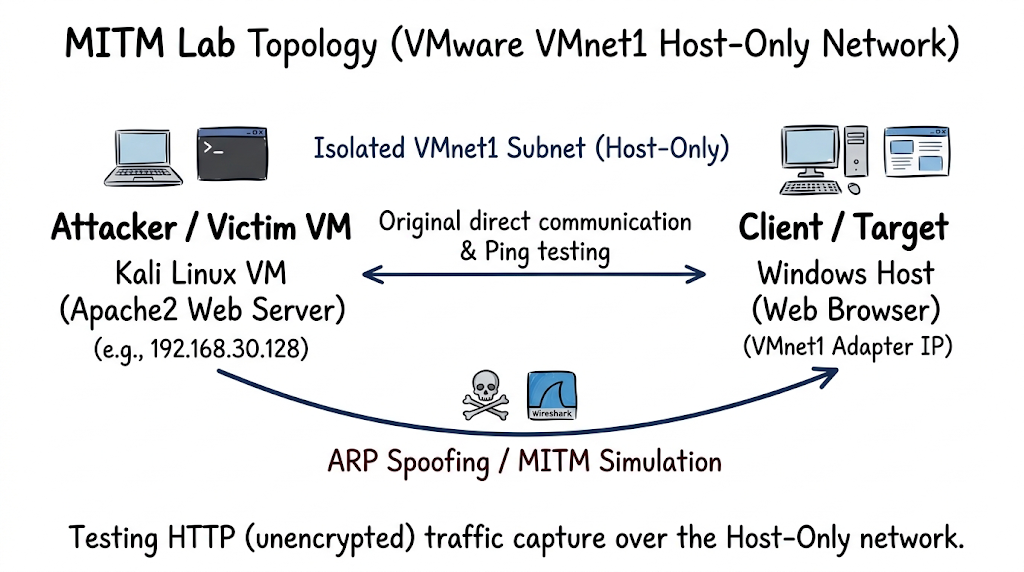 MITM Lab Topology (VMware VMnet1 Host-Only Network)
>_
Isolated VMnet1 Subnet (Host-Only)
Attacker / Victim VM
Kali Linux VM
(Apache2 Web Server)
(e.g., 192.168.30.128)
Original direct communication
& Ping testing
Client / Target
Windows Host
(Web Browser)
(VMnet1 Adapter IP)
Wireshark
ARP Spoofing / MITM Simulation
Testing HTTP (unencrypted) traffic capture over the Host-Only network.